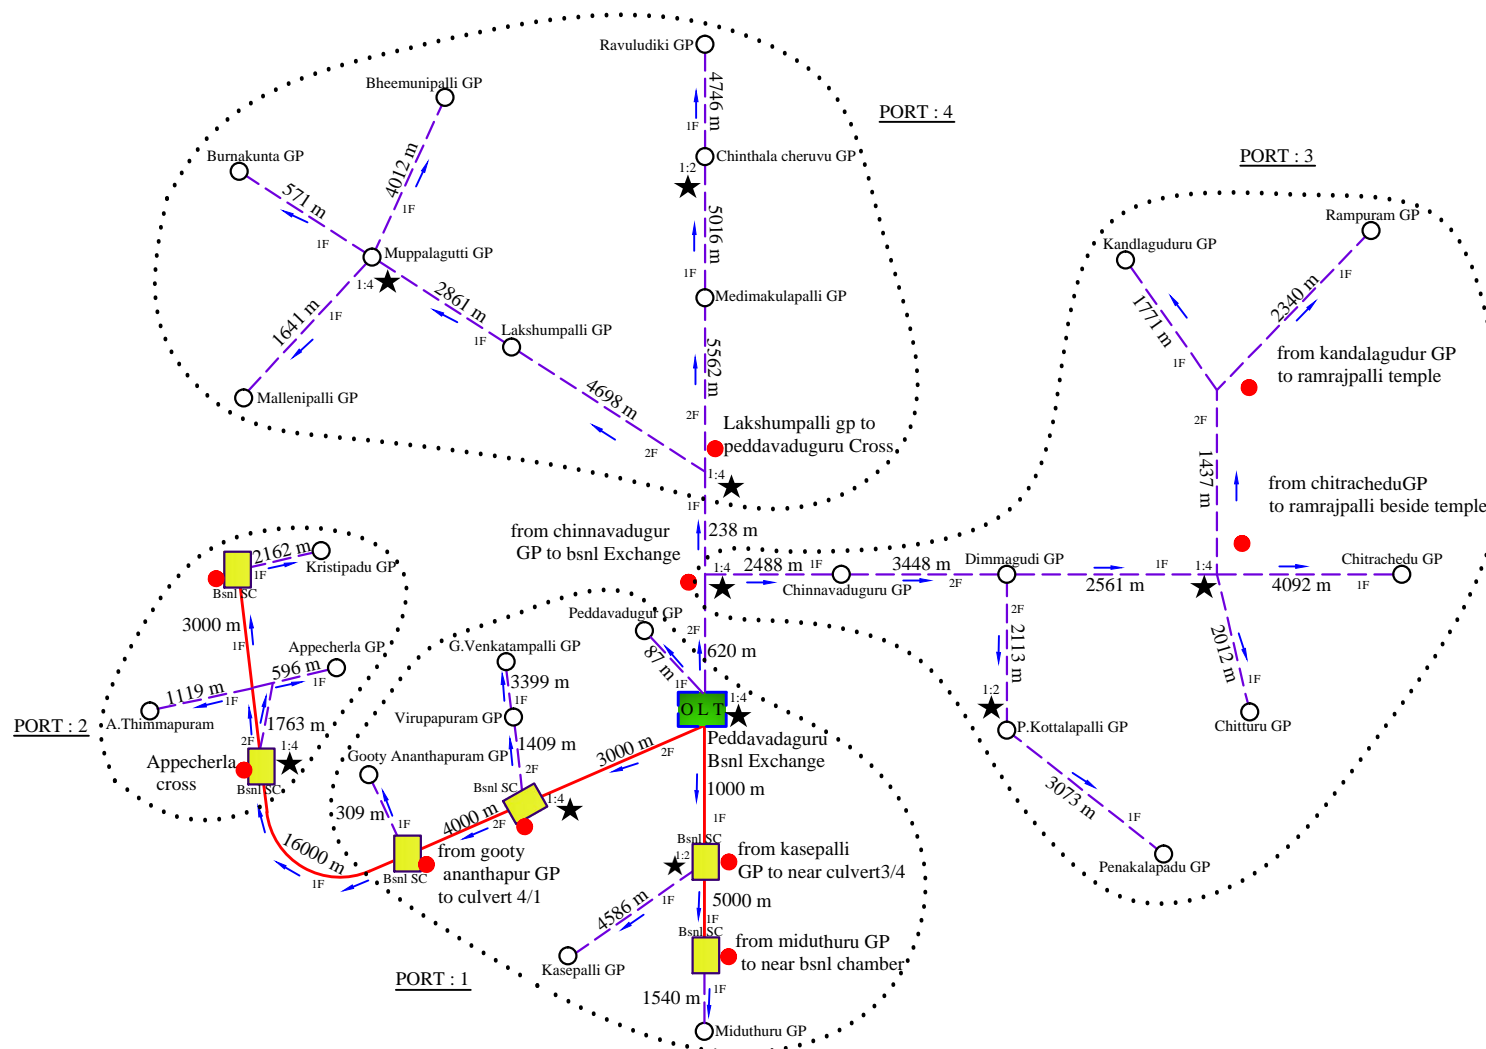 Ravuludiki GP
4746 m
1F
Bheemunipalli GP
PORT : 4
Burnakunta GP
4012 m
1F
571 m
1F
Chinthala cheruvu GP
1:2
PORT : 3
Muppalagutti GP
1:4
5016 m
1F
Rampuram GP
Kandlaguduru GP
2861 m
1F
1641 m
1F
Medimakulapalli GP
2340 m
1F
1771 m
1F
Lakshumpalli GP
5562 m
2F
from kandalagudur GP
to ramrajpalli temple
Mallenipalli GP
4698 m
2F
Lakshumpalli gp to
peddavaduguru Cross
1:4
1F
2F
1437 m
from chitracheduGP
to ramrajpalli beside temple
from chinnavadugur
GP to bsnl Exchange
238 m
1:4
2488 m
1F
Chinnavaduguru GP
3448 m
2F
Dimmagudi GP
2561 m
1F
1:4
4092 m
1F
Chitrachedu GP
2162 m
1F
Kristipadu GP
Bsnl SC
3000 m
1F
Peddavadugur GP
2F
620 m
87 m
1F
2F
2113 m
1:2
2012 m
1F
Chitturu GP
Appecherla GP
596 m
1F
1119 m
1F
A.Thimmapuram
G.Venkatampalli GP
3399 m
1F
Virupapuram GP
1409 m
2F
O L T
1:4
P.Kottalapalli GP
PORT : 2
1763 m
2F
1:4
Appecherla
cross
Bsnl SC
Gooty Ananthapuram GP
309 m
1F
3000 m
2F
Peddavadaguru
Bsnl Exchange
1000 m
1F
3073 m
1F
Penakalapadu GP
Bsnl SC
1:4
4000 m
2F
16000 m
1F
Bsnl SC
from gooty
ananthapur GP
to culvert 4/1
Bsnl SC
1:2
from kasepalli
GP to near culvert3/4
4586 m
1F
5000 m
1F
Kasepalli GP
Bsnl SC
from miduthuru GP
to near bsnl chamber
PORT : 1
1540 m
1F
Miduthuru GP